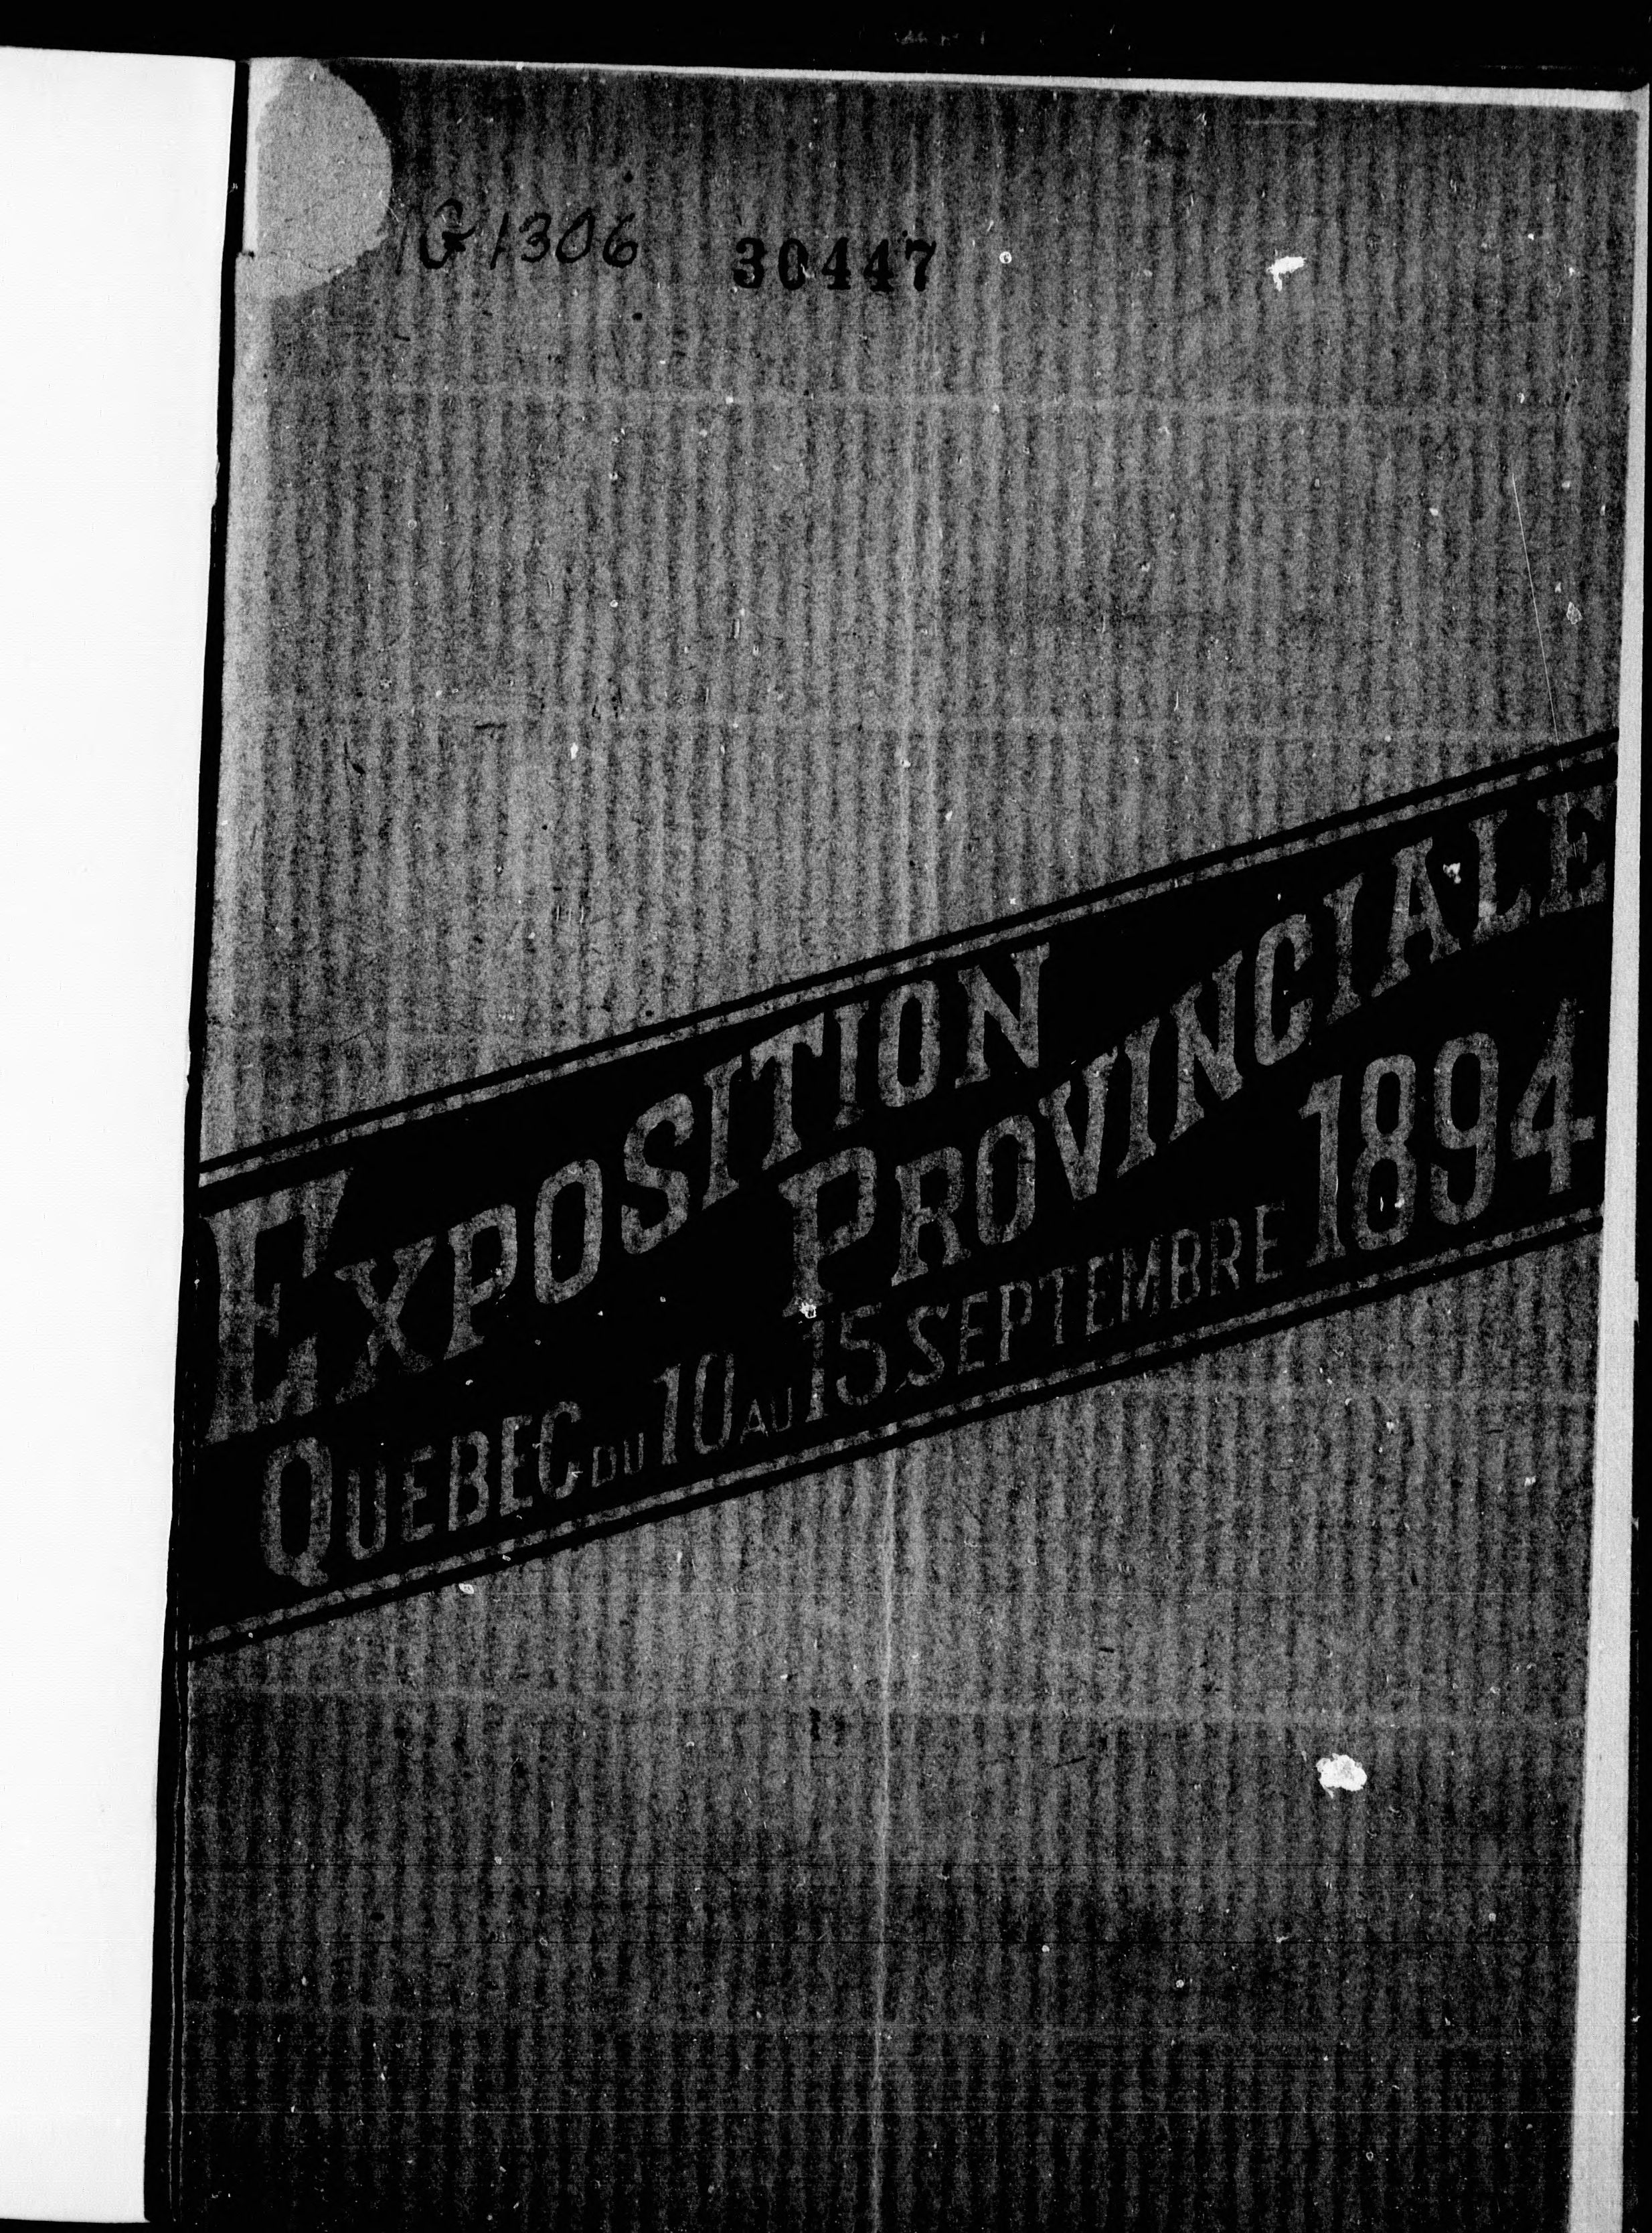 G1306 30447
EXPOSITION
PROVINCIALE
QUEBEC DU 10 AU 15 SEPTEMBRE 1894